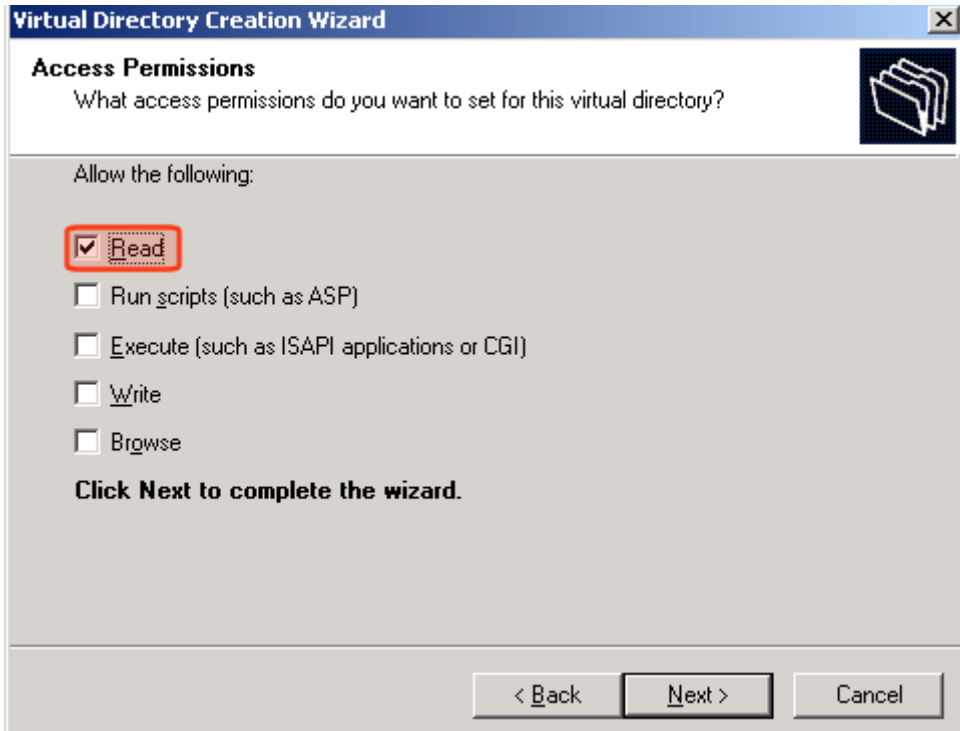 Virtual Directory Creation Wizard
Access Permissions
What access permissions do you want to set for this virtual directory?
Allow the following:
Read
Run scripts (such as ASP)
Execute (such as ISAPI applications or CGI)
Write
Browse
Click Next to complete the wizard.
< Back
Next >
Cancel